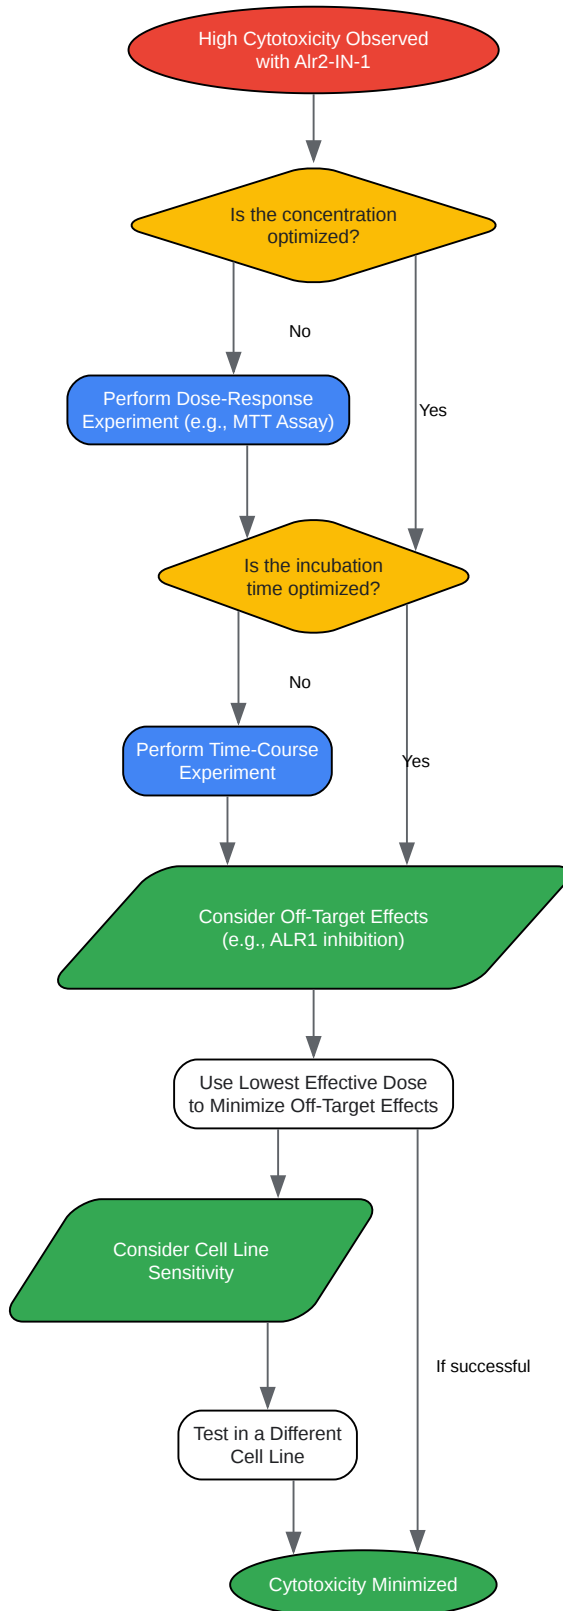 High Cytotoxicity Observed
with Alr2-IN-1
Is the concentration
optimized?
No
Perform Dose-Response
Experiment (e.g., MTT Assay)
Yes
Is the incubation
time optimized?
No
Perform Time-Course
Experiment
Yes
Consider Off-Target Effects
(e.g., ALR1 inhibition)
Use Lowest Effective Dose
to Minimize Off-Target Effects
Consider Cell Line
Sensitivity
If successful
Test in a Different
Cell Line
Cytotoxicity Minimized